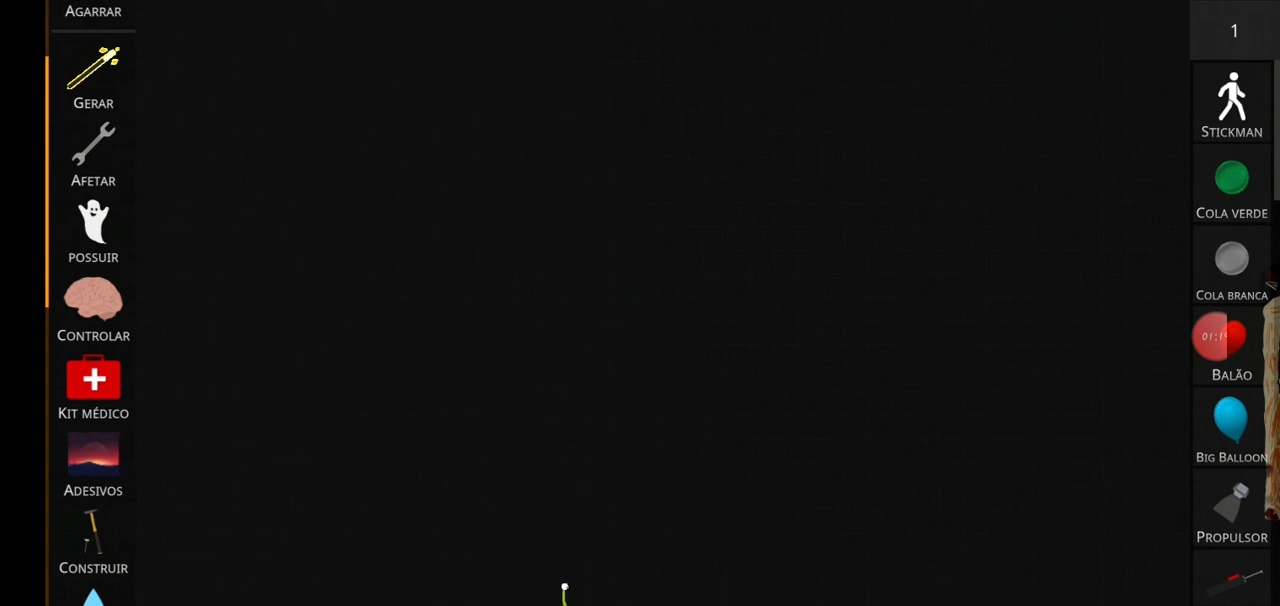 AGARRAR
GERAR
AFETAR
POSSUIR
CONTROLAR
KIT MÉDICO
ADESIVOS
CONSTRUIR
1
STICKMAN
COLA VERDE
COLA BRANCA
BALÃO
BIG BALLOON
PROPULSOR